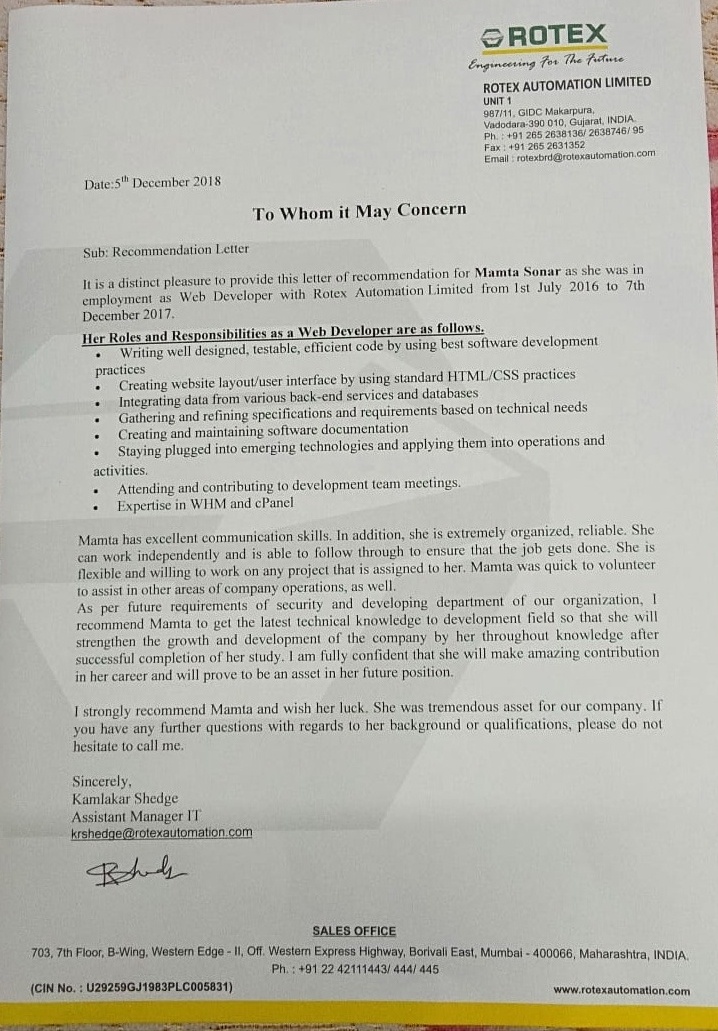 ROTEX
Engineering For The Future
ROTEX AUTOMATION LIMITED
UNIT 1
987/11, GIDC Makarpura,
Vadodara-390 010, Gujarat, INDIA.
Ph. : +91 265 2638136/ 2638746/ 95
Fax : +91 265 2631352
Email : rotexbrd@rotexautomation.com
Date:5th December 2018
To Whom it May Concern
Sub: Recommendation Letter
It is a distinct pleasure to provide this letter of recommendation for Mamta Sonar as she was in
employment as Web Developer with Rotex Automation Limited from 1st July 2016 to 7th
December 2017.
Her Roles and Responsibilities as a Web Developer are as follows.
• Writing well designed, testable, efficient code by using best software development
practices
• Creating website layout/user interface by using standard HTML/CSS practices
• Integrating data from various back-end services and databases
• Gathering and refining specifications and requirements based on technical needs
• Creating and maintaining software documentation
• Staying plugged into emerging technologies and applying them into operations and
activities.
• Attending and contributing to development team meetings.
• Expertise in WHM and cPanel
Mamta has excellent communication skills. In addition, she is extremely organized, reliable. She
can work independently and is able to follow through to ensure that the job gets done. She is
flexible and willing to work on any project that is assigned to her. Mamta was quick to volunteer
to assist in other areas of company operations, as well.
As per future requirements of security and developing department of our organization, I
recommend Mamta to get the latest technical knowledge to development field so that she will
strengthen the growth and development of the company by her throughout knowledge after
successful completion of her study. I am fully confident that she will make amazing contribution
in her career and will prove to be an asset in her future position.
I strongly recommend Mamta and wish her luck. She was tremendous asset for our company. If
you have any further questions with regards to her background or qualifications, please do not
hesitate to call me.
Sincerely,
Kamlakar Shedge
Assistant Manager IT
krshedge@rotexautomation.com
SALES OFFICE
703, 7th Floor, B-Wing, Western Edge - II, Off. Western Express Highway, Borivali East, Mumbai - 400066, Maharashtra, INDIA.
Ph. : +91 22 42111443/ 444/ 445
(CIN No. : U29259GJ1983PLC005831)
www.rotexautomation.com